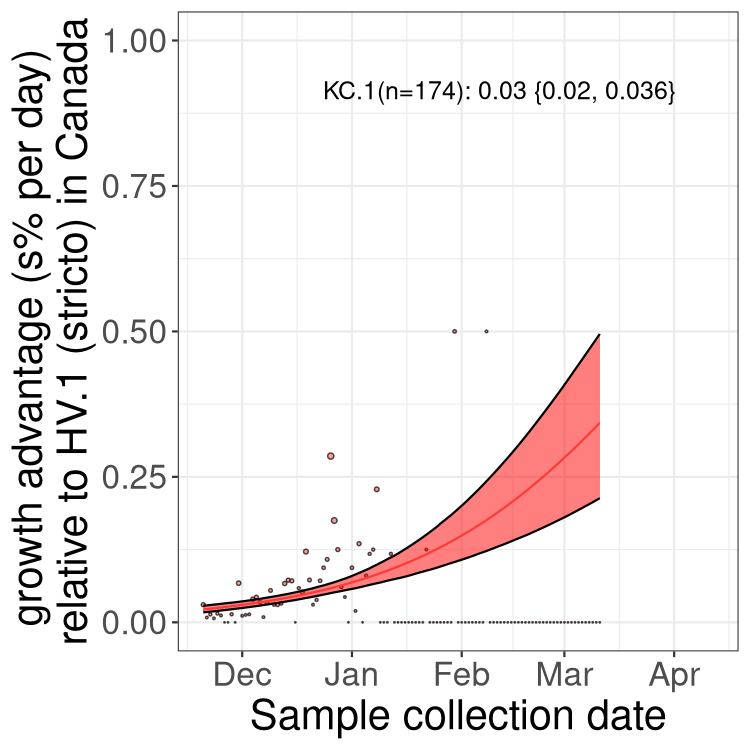 growth advantage (s% per day)
relative to HV.1 (stricto) in Canada
1.00
KC.1(n=174): 0.03 {0.02, 0.036}
0.75
0.50
0.25
0.00
Dec Jan Feb Mar Apr
Sample collection date